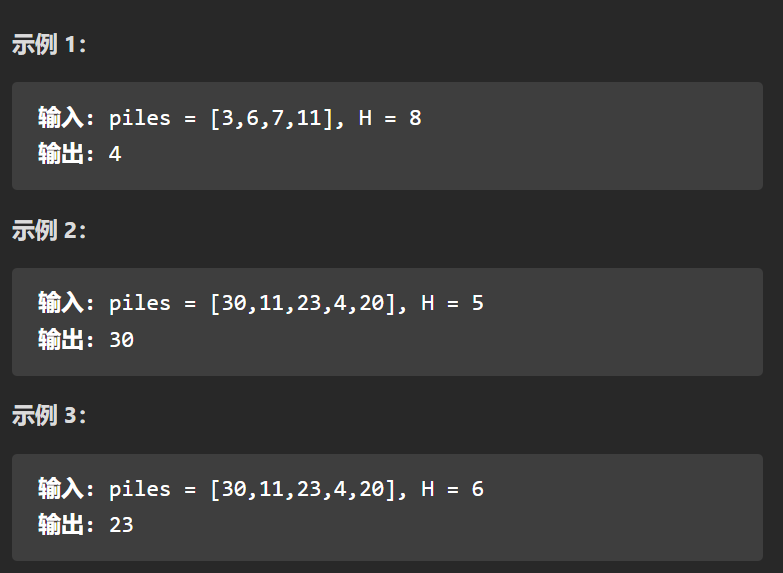 示例 1：
输入：piles = [3,6,7,11], H = 8
输出：4
示例 2：
输入：piles = [30,11,23,4,20], H = 5
输出：30
示例 3：
输入：piles = [30,11,23,4,20], H = 6
输出：23